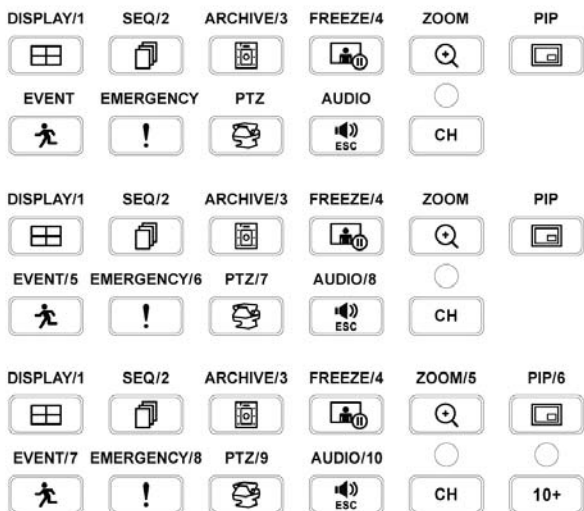 DISPLAY/1 SEQ/2 ARCHIVE/3 FREEZE/4 ZOOM PIP
EVENT EMERGENCY PTZ AUDIO
! ESC CH
DISPLAY/1 SEQ/2 ARCHIVE/3 FREEZE/4 ZOOM PIP
EVENT/5 EMERGENCY/6 PTZ/7 AUDIO/8
! ESC CH
DISPLAY/1 SEQ/2 ARCHIVE/3 FREEZE/4 ZOOM/5 PIP/6
EVENT/7 EMERGENCY/8 PTZ/9 AUDIO/10
! ESC CH 10+